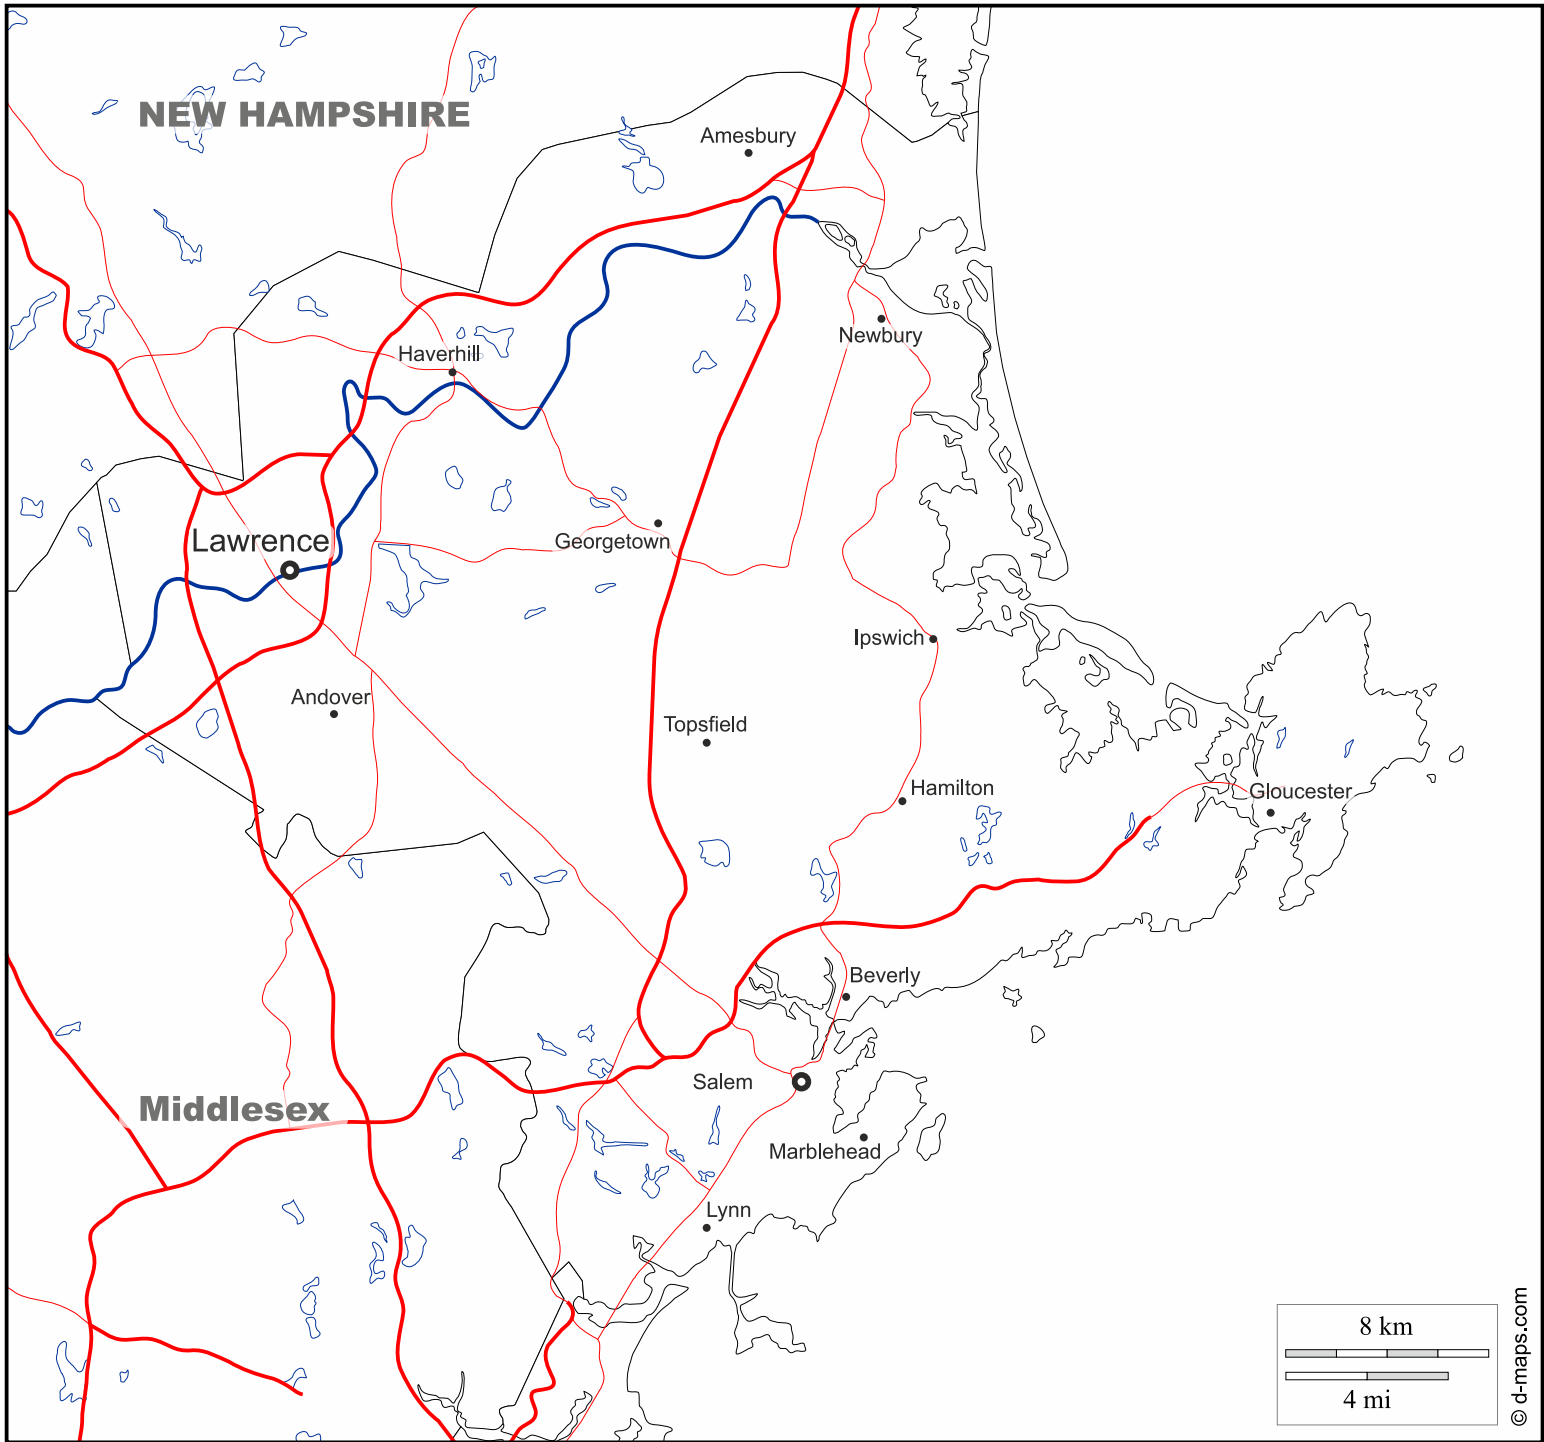 NEW HAMPSHIRE
Amesbury
Newbury
Haverhill
Lawrence
Georgetown
Ipswich
Andover
Topsfield
Hamilton
Gloucester
Beverly
Salem
Middlesex
Marblehead
Lynn
8 km
4 mi
© d-maps.com